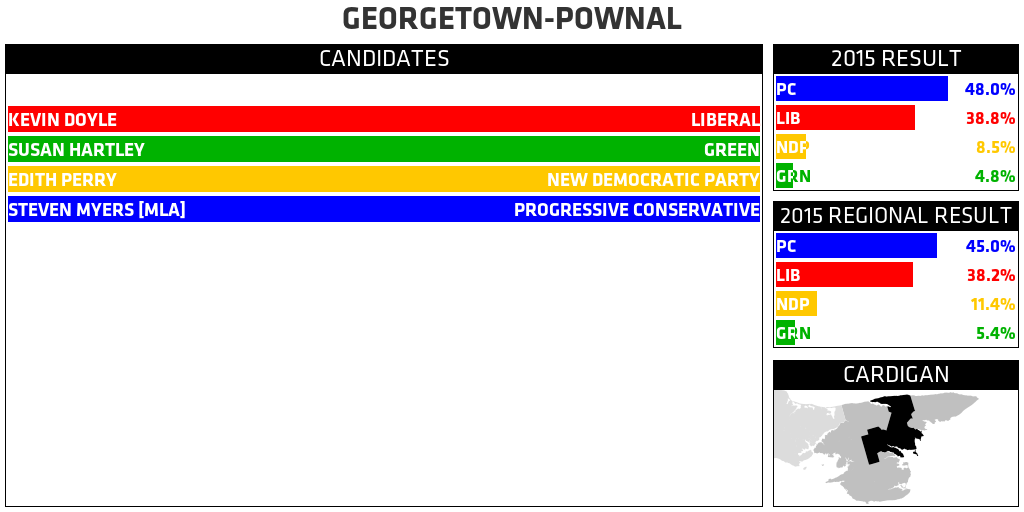 GEORGETOWN-POWNAL
CANDIDATES
KEVIN DOYLE LIBERAL
SUSAN HARTLEY GREEN
EDITH PERRY NEW DEMOCRATIC PARTY
STEVEN MYERS [MLA] PROGRESSIVE CONSERVATIVE
2015 RESULT
PC 48.0%
LIB 38.8%
NDP 8.5%
GRN 4.8%
2015 REGIONAL RESULT
PC 45.0%
LIB 38.2%
NDP 11.4%
GRN 5.4%
CARDIGAN